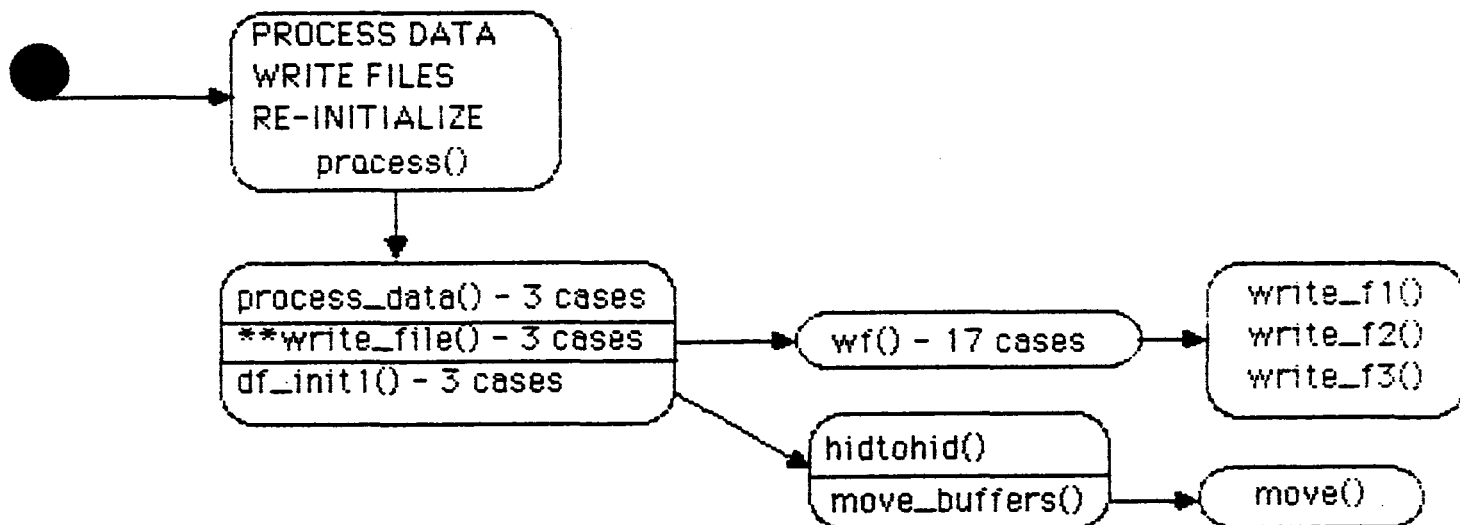 PROCESS DATA
WRITE FILES
RE-INITIALIZE
process()
process_data() - 3 cases
**write_file() - 3 cases
df_init1() - 3 cases
wf() - 17 cases
write_f1()
write_f2()
write_f3()
hidtohid()
move_buffers()
move()